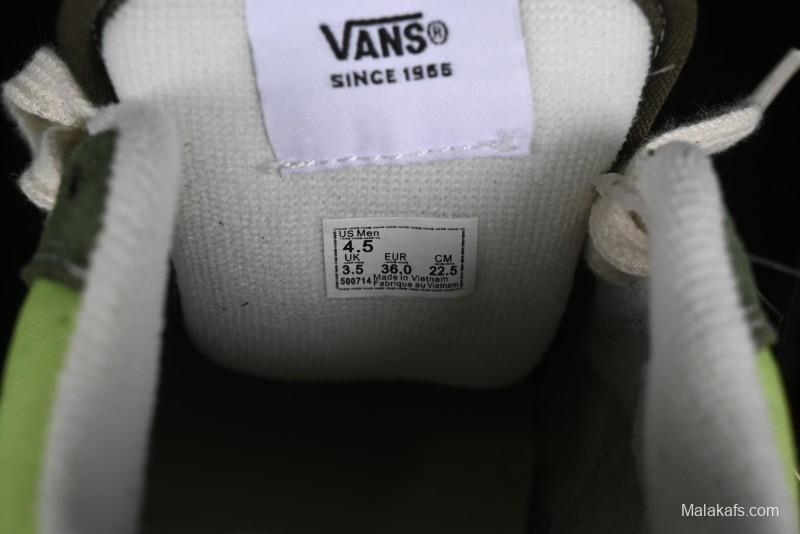 VANS®
SINCE 1966
US Men
4.5
UK EUR CM
3.5 36.0 22.5
500714 Made in Vietnam
Fabrique au Vietnam
Malakafs.com